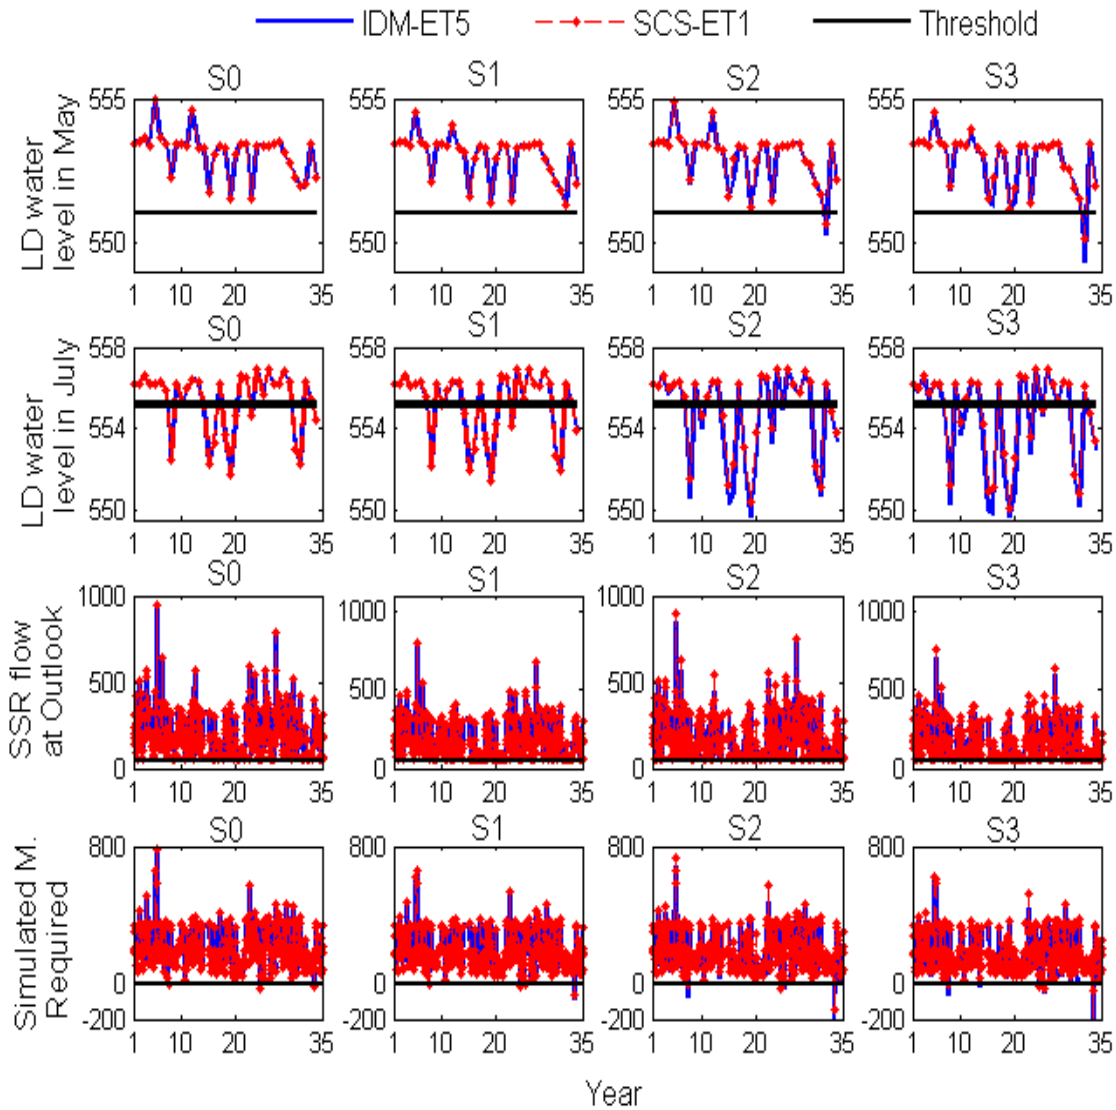 IDM-ET5 SCS-ET1 Threshold
S0 S1 S2 S3
LD water
level in May
555 555 555 555
550 550 550 550
1 10 20 35 1 10 20 35 1 10 20 35 1 10 20 35
S0 S1 S2 S3
LD water
level in July
558 558 558 558
554 554 554 554
550 550 550 550
1 10 20 35 1 10 20 35 1 10 20 35 1 10 20 35
S0 S1 S2 S3
SSR flow
at Outlook
1000 1000 1000 1000
500 500 500 500
0 0 0 0
1 10 20 35 1 10 20 35 1 10 20 35 1 10 20 35
S0 S1 S2 S3
Simulated M.
Required
800 800 800 800
0 0 0 0
-200 -200 -200 -200
1 10 20 35 1 10 20 35 1 10 20 35 1 10 20 35
Year